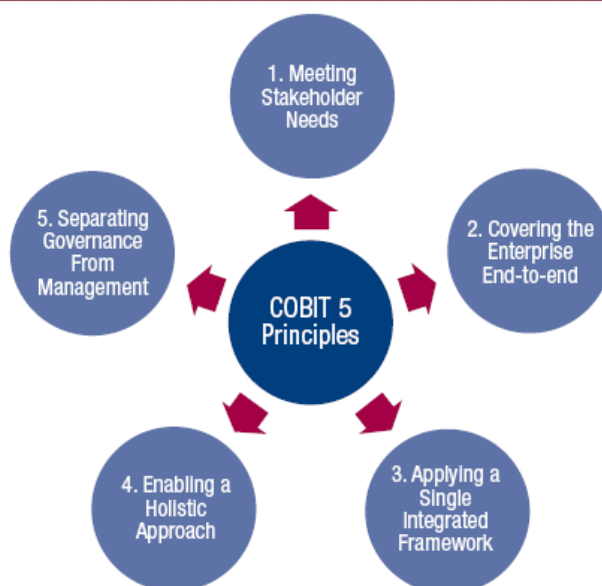 1. Meeting
Stakeholder
Needs
5. Separating
Governance
From
Management
2. Covering the
Enterprise
End-to-end
COBIT 5
Principles
4. Enabling a
Holistic
Approach
3. Applying a
Single
Integrated
Framework